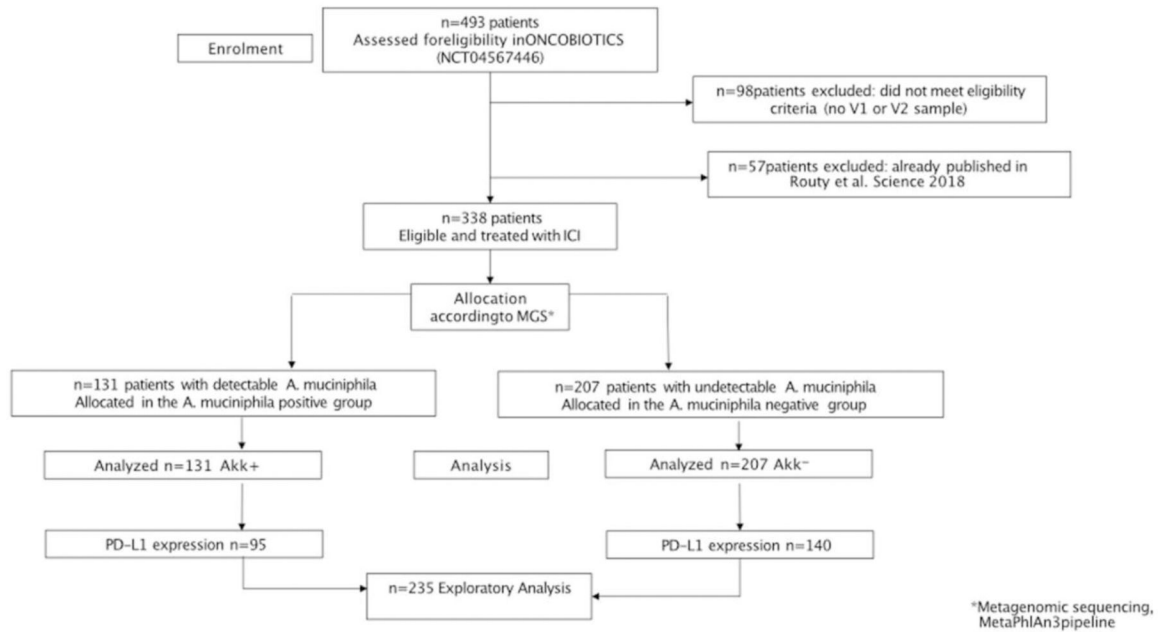 n=493 patients
Assessed foreligibility inONCOBIOTICS
(NCT04567446)
Enrolment
n=98patients excluded: did not meet eligibility
criteria (no V1 or V2 sample)
n=57patients excluded: already published in
Routy et al. Science 2018
n=338 patients
Eligible and treated with ICI
Allocation
accordingto MGS*
n=131 patients with detectable A. muciniphila
Allocated in the A. muciniphila positive group
n=207 patients with undetectable A. muciniphila
Allocated in the A. muciniphila negative group
Analyzed n=131 Akk+
Analysis
Analyzed n=207 Akk−
PD-L1 expression n=95
PD-L1 expression n=140
n=235 Exploratory Analysis
*Metagenomic sequencing,
MetaPhlAn3pipeline